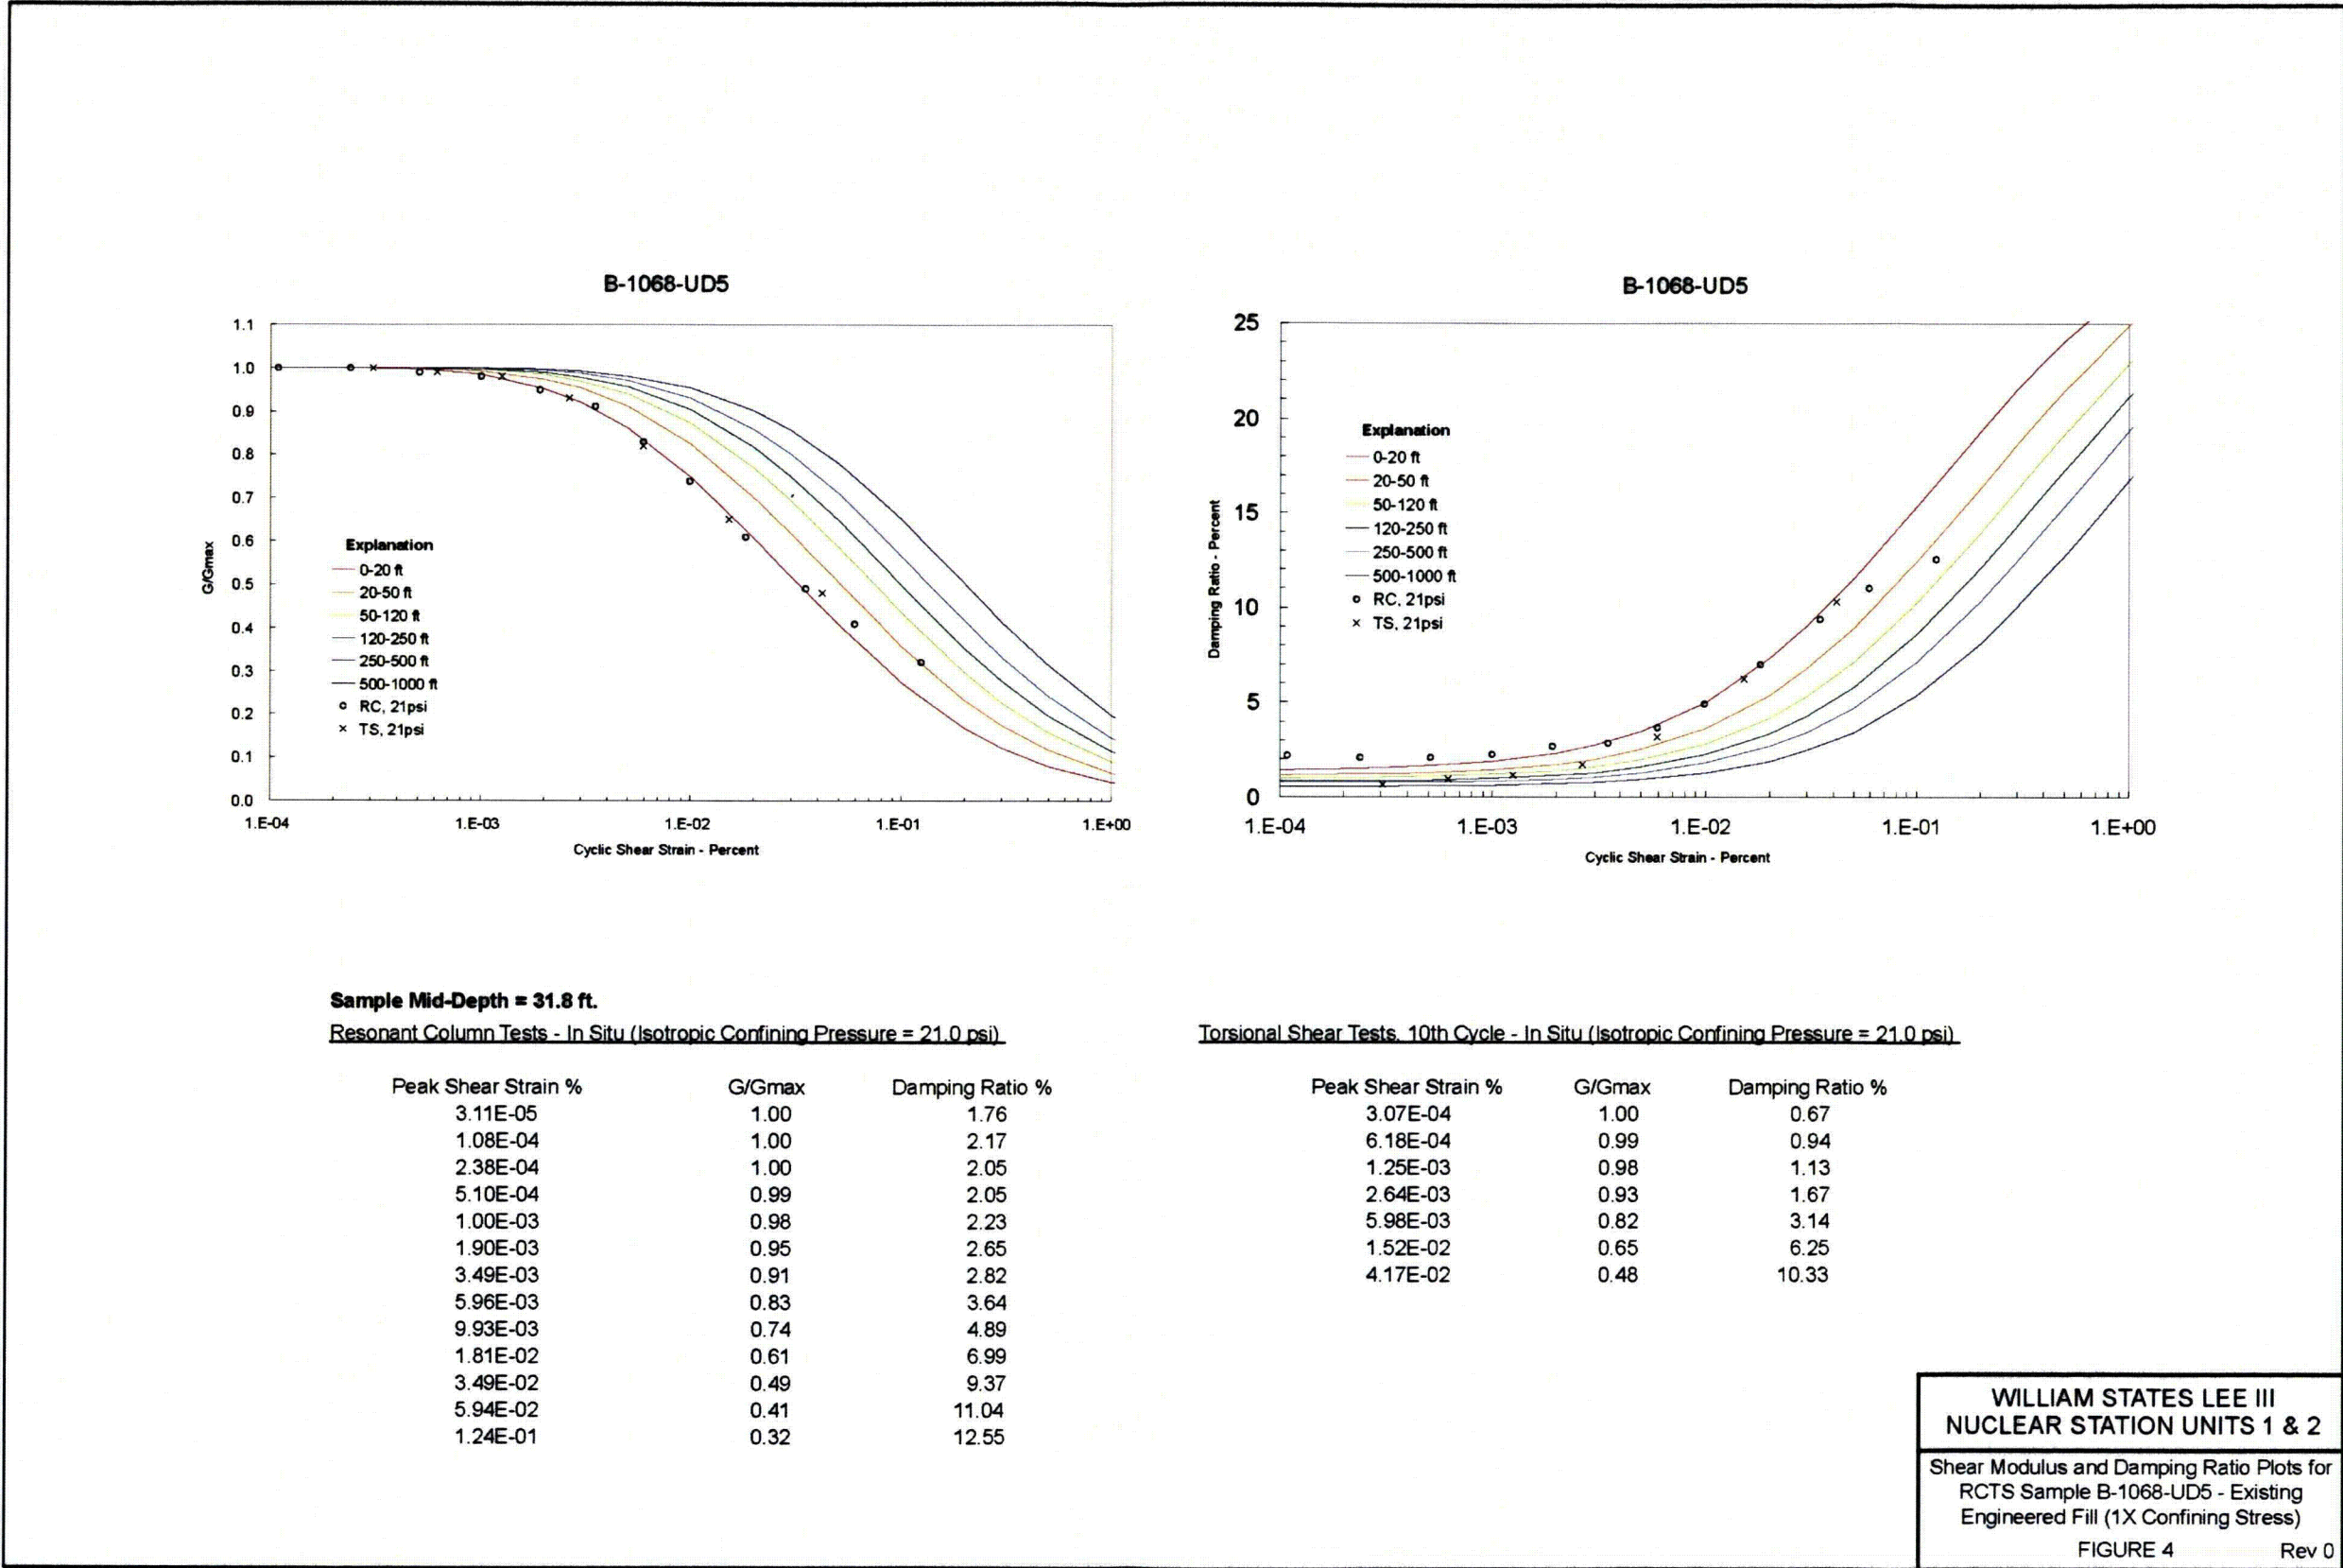 B-1068-UD5
1.1
1.0
0.9
0.8
0.7
0.6
0.5
0.4
0.3
0.2
0.1
0.0
G/Gmax
Explanation
0-20 ft
20-50 ft
50-120 ft
120-250 ft
250-500 ft
500-1000 ft
RC, 21psi
TS, 21psi
1.E-04 1.E-03 1.E-02 1.E-01 1.E+00
Cyclic Shear Strain - Percent
B-1068-UD5
25
20
15
10
5
0
Damping Ratio - Percent
Explanation
0-20 ft
20-50 ft
50-120 ft
120-250 ft
250-500 ft
500-1000 ft
RC, 21psi
TS, 21psi
1.E-04 1.E-03 1.E-02 1.E-01 1.E+00
Cyclic Shear Strain - Percent
Sample Mid-Depth = 31.8 ft.
Resonant Column Tests - In Situ (Isotropic Confining Pressure = 21.0 psi)
Peak Shear Strain % G/Gmax Damping Ratio %
3.11E-05 1.00 1.76
1.08E-04 1.00 2.17
2.38E-04 1.00 2.05
5.10E-04 0.99 2.05
1.00E-03 0.98 2.23
1.90E-03 0.95 2.65
3.49E-03 0.91 2.82
5.96E-03 0.83 3.64
9.93E-03 0.74 4.89
1.81E-02 0.61 6.99
3.49E-02 0.49 9.37
5.94E-02 0.41 11.04
1.24E-01 0.32 12.55
Torsional Shear Tests, 10th Cycle - In Situ (Isotropic Confining Pressure = 21.0 psi)
Peak Shear Strain % G/Gmax Damping Ratio %
3.07E-04 1.00 0.67
6.18E-04 0.99 0.94
1.25E-03 0.98 1.13
2.64E-03 0.93 1.67
5.98E-03 0.82 3.14
1.52E-02 0.65 6.25
4.17E-02 0.48 10.33
WILLIAM STATES LEE III
NUCLEAR STATION UNITS 1 & 2
Shear Modulus and Damping Ratio Plots for
RCTS Sample B-1068-UD5 - Existing
Engineered Fill (1X Confining Stress)
FIGURE 4 Rev 0